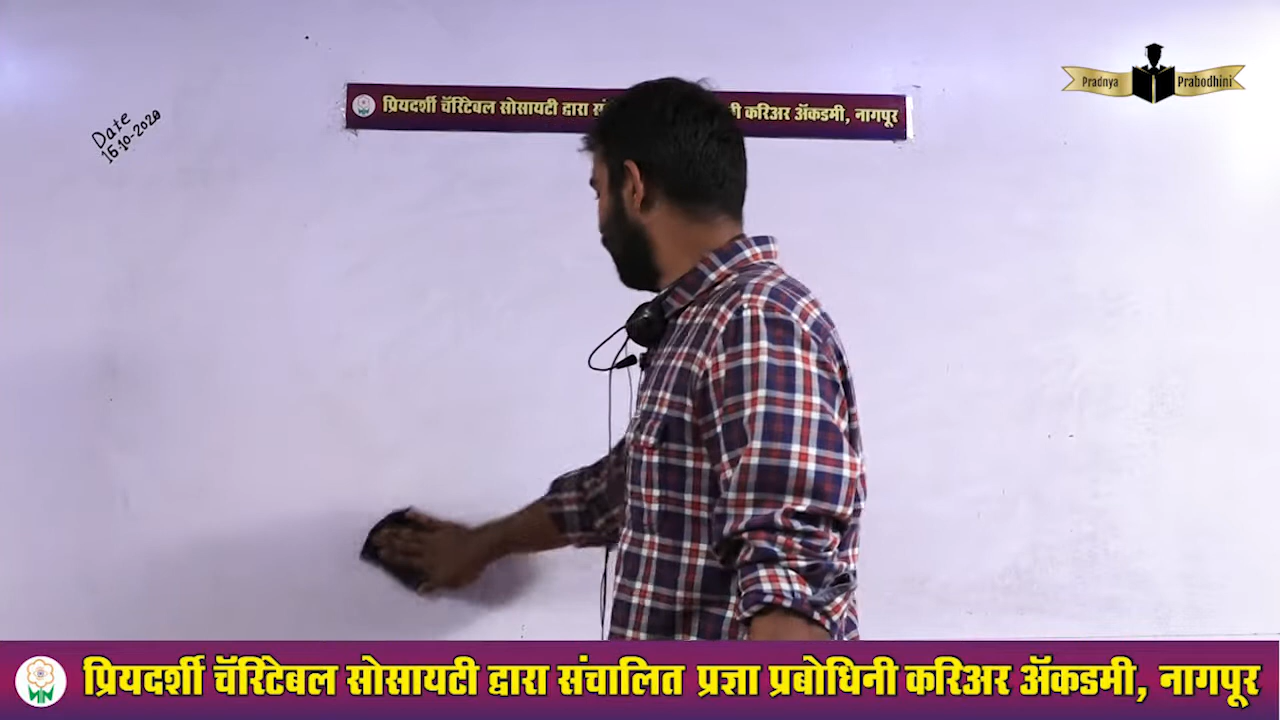 Date
15-10-2020
प्रियदर्शी चॅरिटेबल सोसायटी द्वारा
करिअर ॲकडमी, नागपूर
Pradnya Prabodhini
प्रियदर्शी चॅरिटेबल सोसायटी द्वारा संचालित प्रज्ञा प्रबोधिनी करिअर ॲकडमी, नागपूर